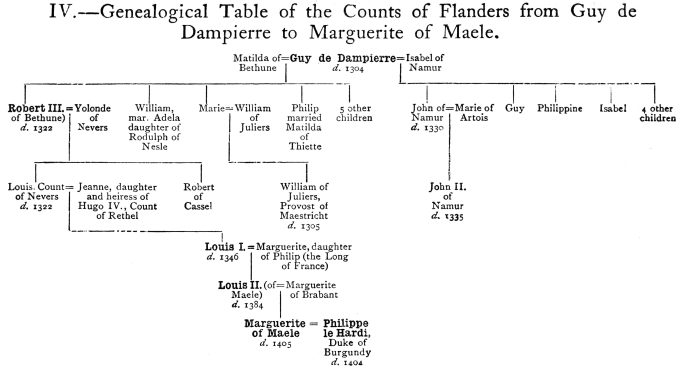 IV.—Genealogical Table of the Counts of Flanders from Guy de
Dampierre to Marguerite of Maele.
Matilda of=Guy de Dampierre=Isabel of
Bethune d. 1304 Namur
Robert III.=Yolonde William, Marie=William Philip 5 other John of=Marie of Guy Philippine Isabel 4 other
of Bethune) of mar. Adela of married children Namur Artois children
d. 1322 Nevers daughter of Juliers Matilda d. 1330
Rodulph of of
Nesle Thiette
Louis. Count=Jeanne, daughter Robert William of John II.
of Nevers and heiress of of Juliers, of
d. 1322 Hugo IV., Count Cassel Provost of Namur
of Rethel Maestricht d. 1335
d. 1305
Louis I.=Marguerite, daughter
d. 1346 of Philip (the Long
of France)
Louis II.(of=Marguerite
Maele) of Brabant
d. 1384
Marguerite = Philippe
of Maele le Hardi,
d. 1405 Duke of
Burgundy
d. 1404